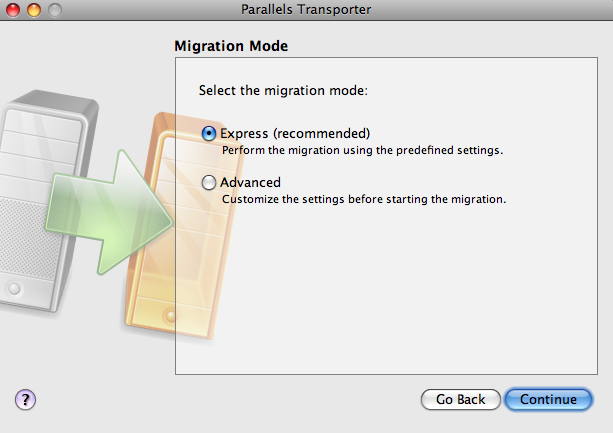 Parallels Transporter
Migration Mode
Select the migration mode:
Express (recommended)
Perform the migration using the predefined settings.
Advanced
Customize the settings before starting the migration.
?
Go Back
Continue